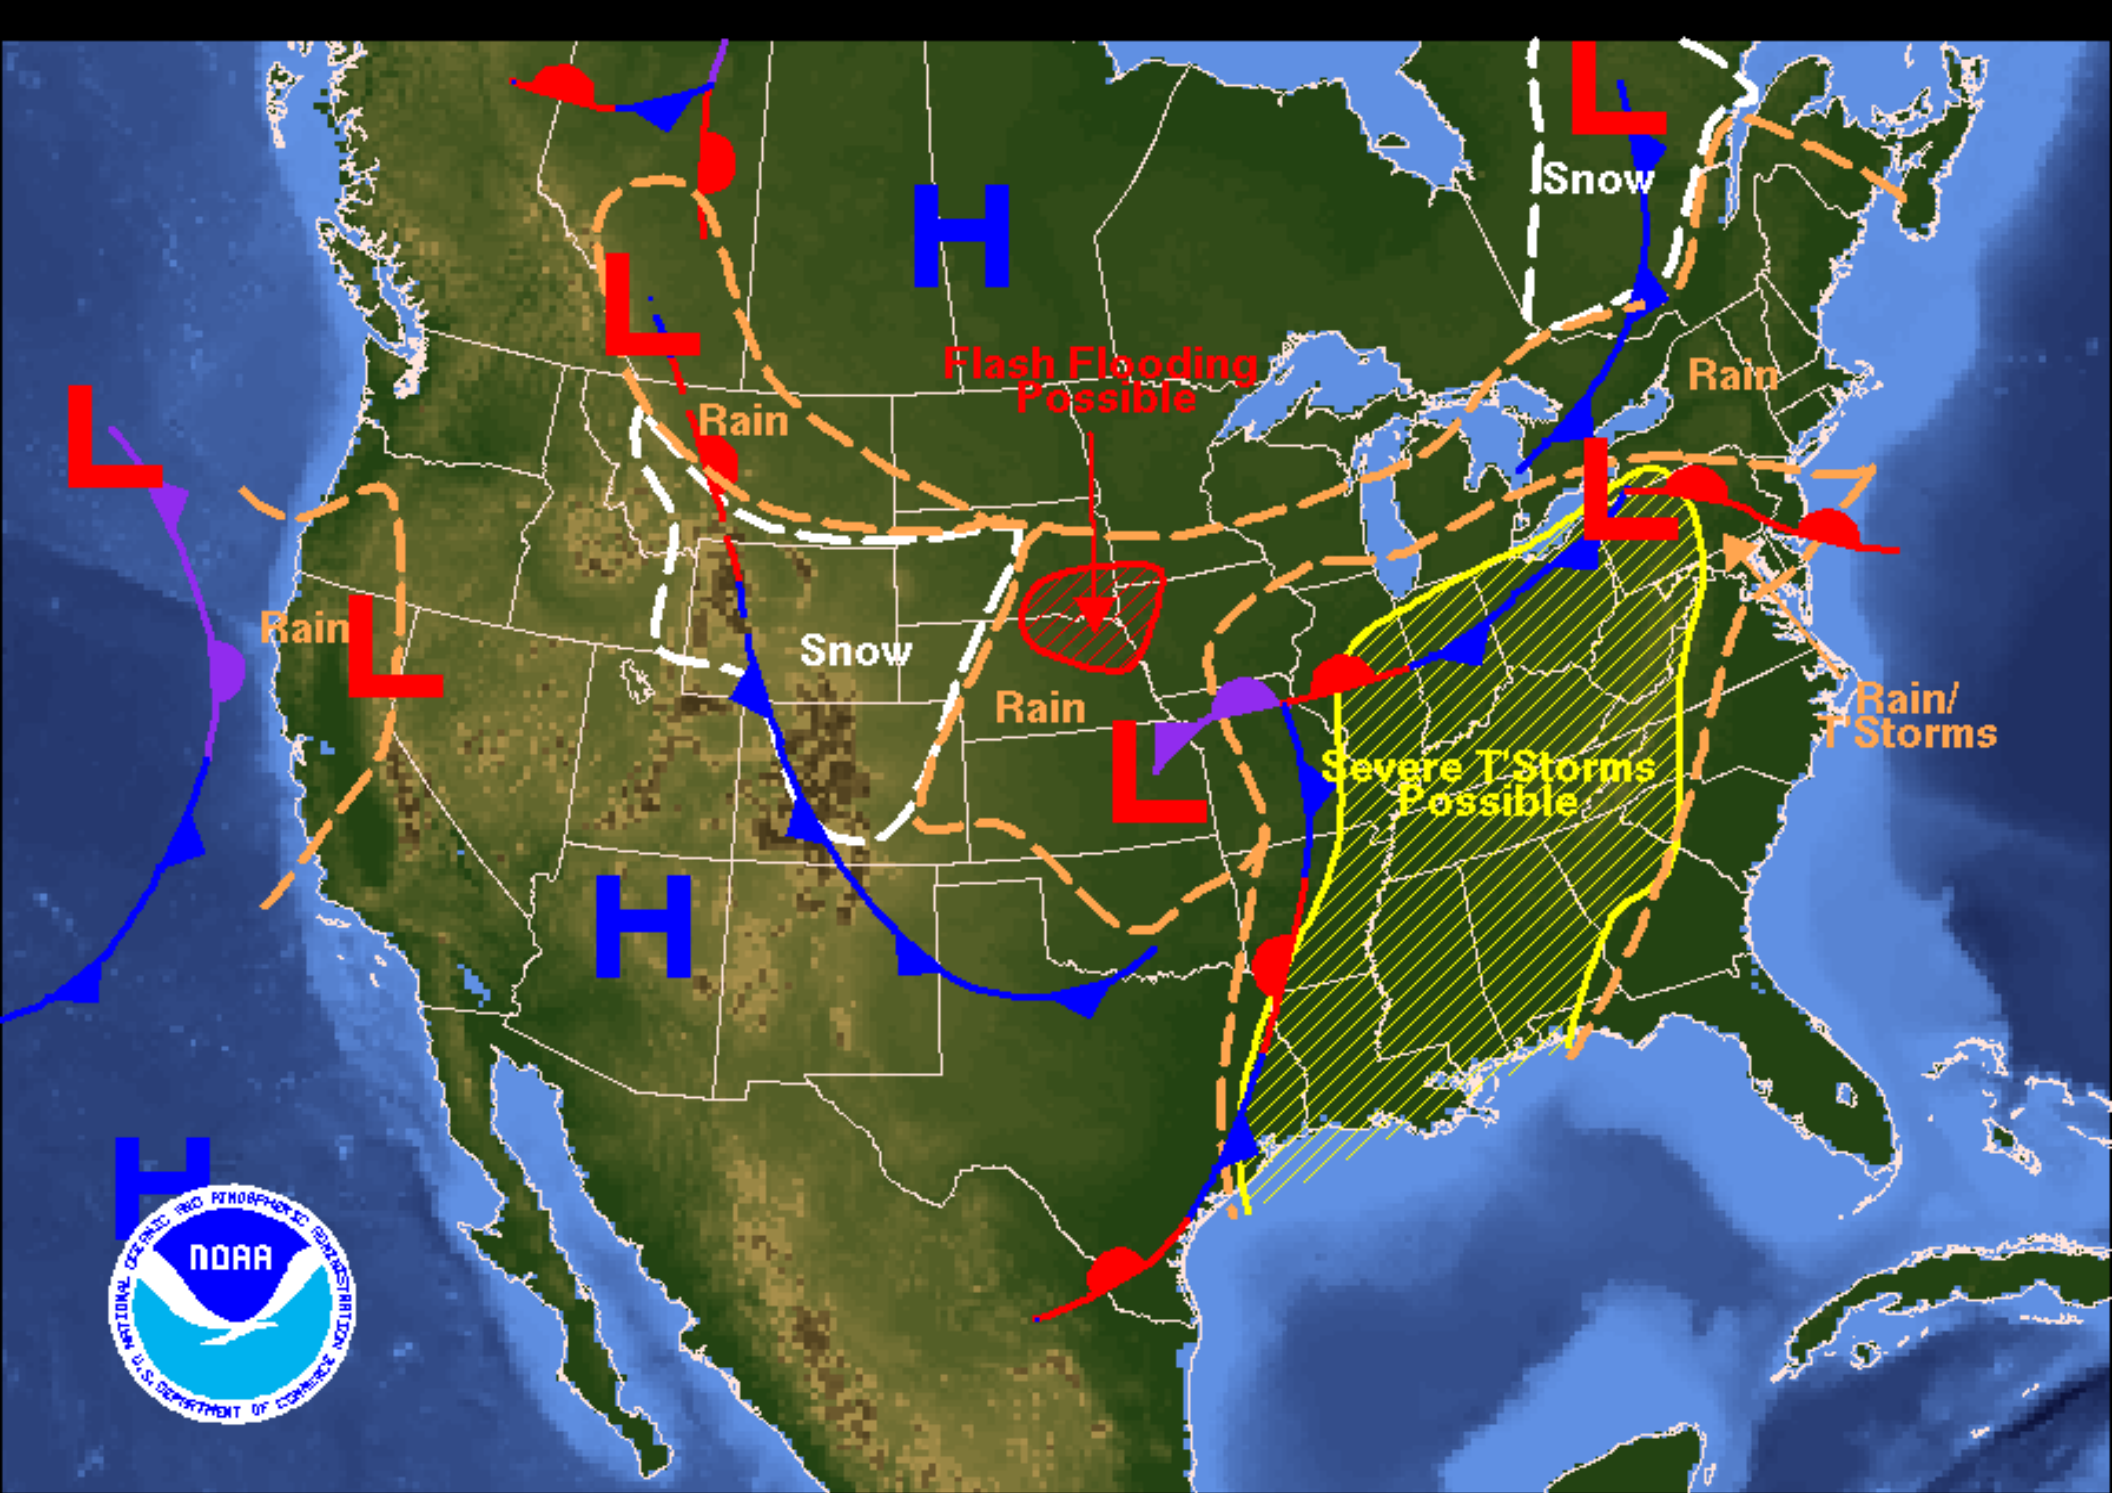 L
H
L
Snow
L
Flash Flooding
Possible
Rain
Rain
L
L
Rain
L
Snow
Rain
L
Rain/
T'Storms
Severe T'Storms
Possible
H
H
NATIONAL OCEANIC AND ATMOSPHERIC ADMINISTRATION
NOAA
U.S. DEPARTMENT OF COMMERCE